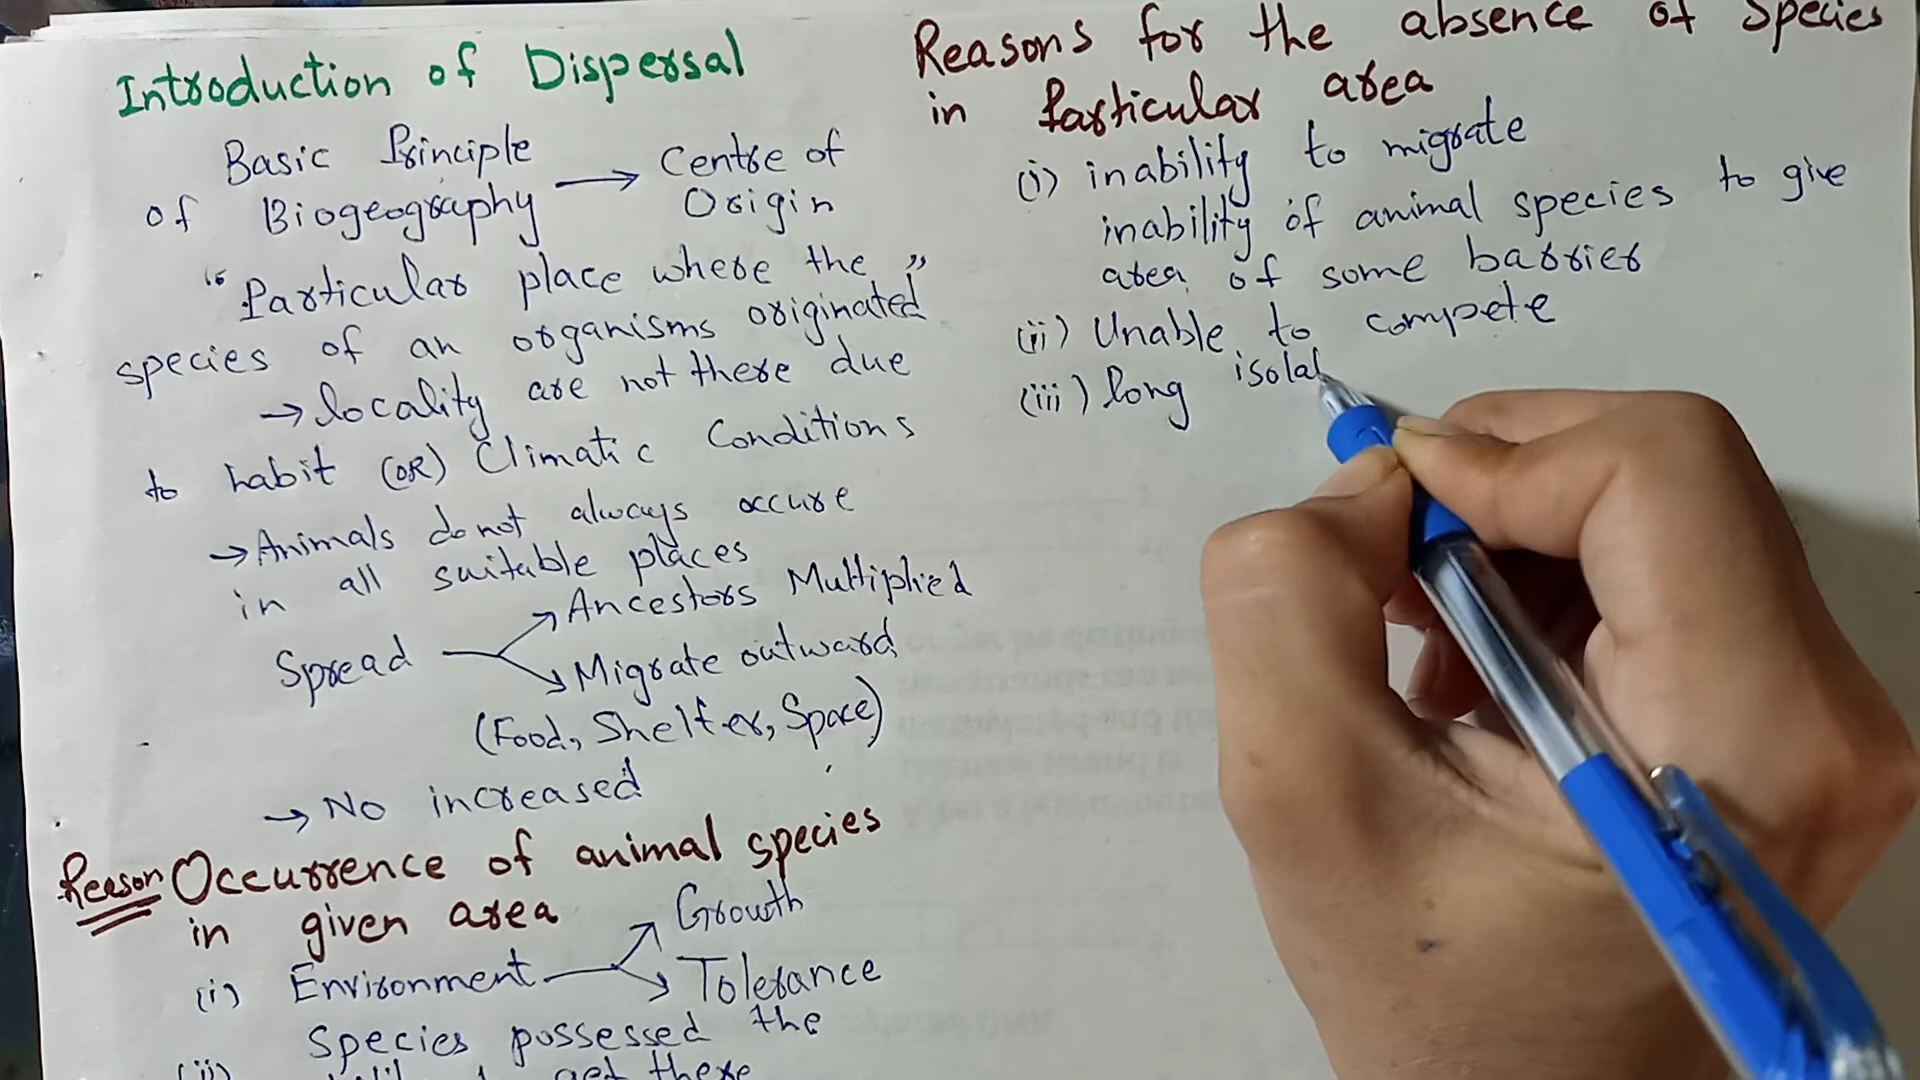 Introduction of Dispersal
Basic Principle
of Biogeography → Centre of
Origin
"Particular place where the"
species of an organisms originated
→ locality are not there due
to habit (OR) Climatic Conditions
→ Animals do not always occure
in all suitable places
Spread → Ancestors Multiplied
→ Migrate outward
(Food, Shelter, Space)
→ No increased
Reason Occurrence of animal species
in given area
(i) Environment → Growth
→ Tolerance
Species possessed the
(ii) get there
Reasons for the absence of Species
in Particular area
(i) inability to migrate
inability of animal species to give
area of some barrier
(ii) Unable to compete
(iii) long isolat